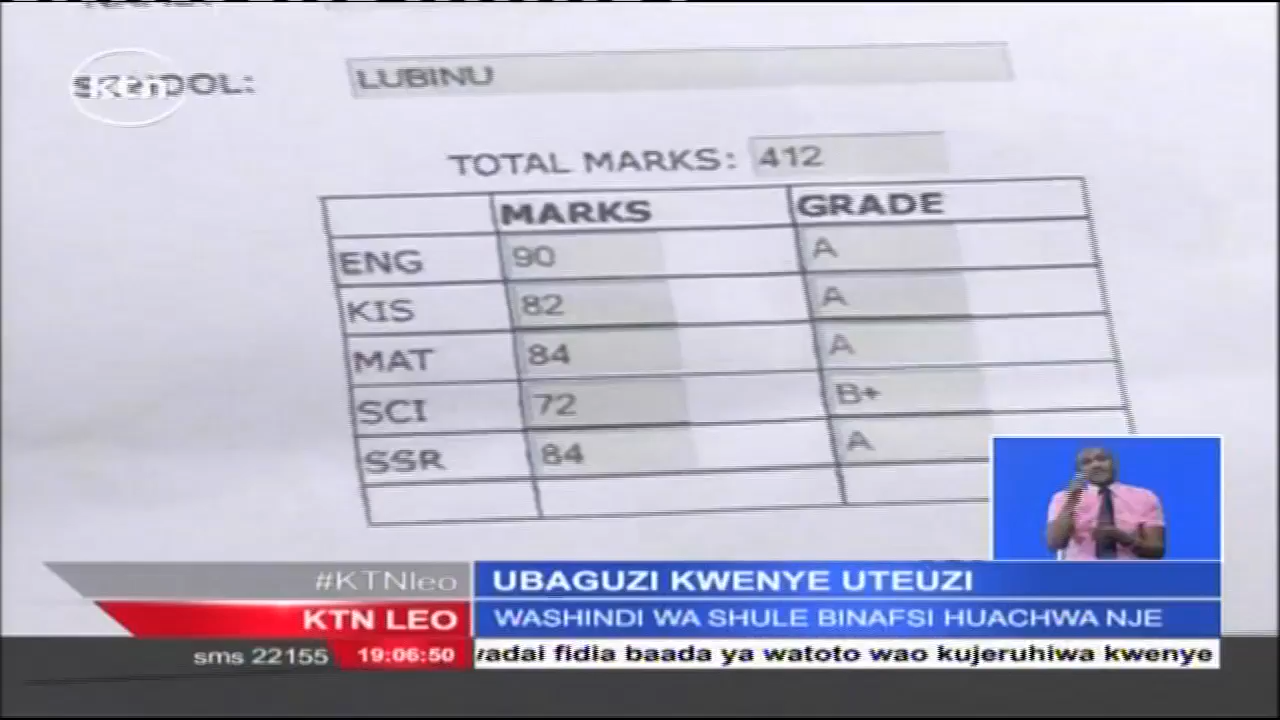 ktn
SCHOOL: LUBINU
TOTAL MARKS: 412
MARKS GRADE
ENG 90 A
KIS 82 A
MAT 84 A
SCI 72 B+
SSR 84 A
#KTNleo UBAGUZI KWENYE UTEUZI
KTN LEO WASHINDI WA SHULE BINAFSI HUACHWA NJE
sms 22155 19:06:50 wadai fidia baada ya watoto wao kujeruhiwa kwenye